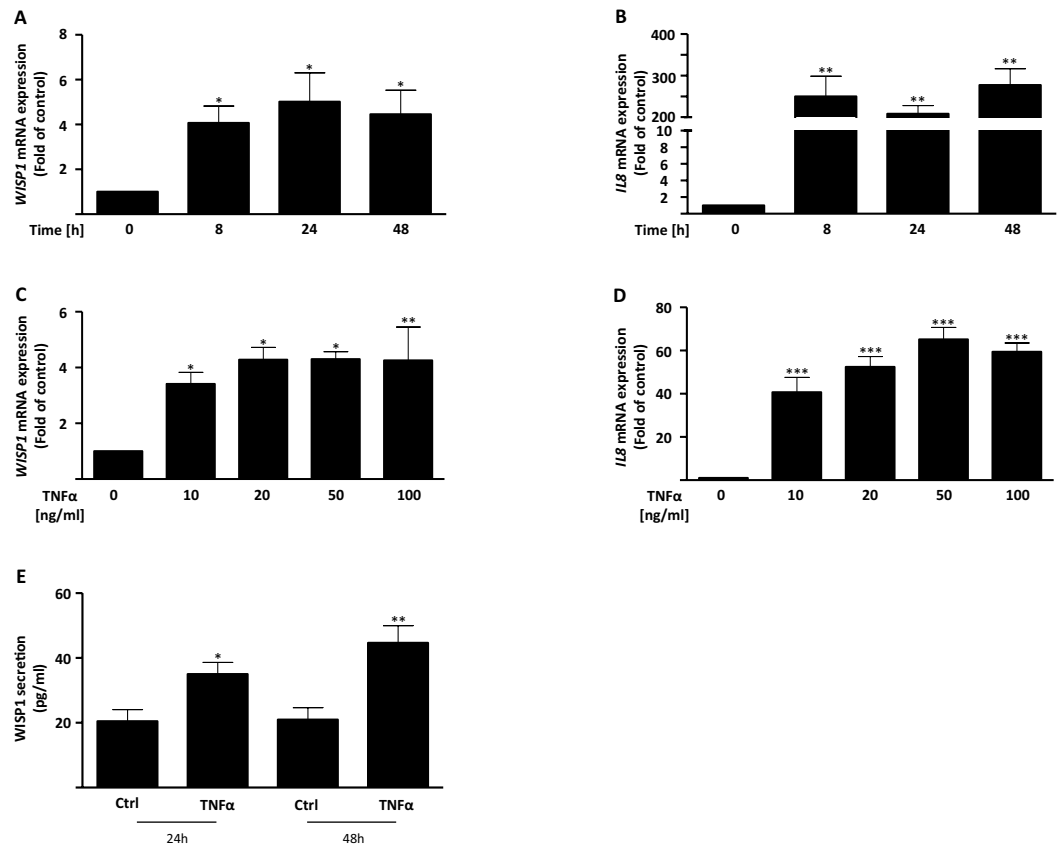 A
WISP1 mRNA expression
(Fold of control)
8
6
4
2
*
*
*
Time [h]
0
8
24
48
B
IL8 mRNA expression
(Fold of control)
400
300
200
10
8
6
4
2
**
**
**
Time [h]
0
8
24
48
C
WISP1 mRNA expression
(Fold of control)
6
4
2
*
*
*
**
TNFα
[ng/ml]
0
10
20
50
100
D
IL8 mRNA expression
(Fold of control)
80
60
40
20
***
***
***
***
TNFα
[ng/ml]
0
10
20
50
100
E
WISP1 secretion
(pg/ml)
60
40
20
*
**
Ctrl
TNFα
Ctrl
TNFα
24h
48h